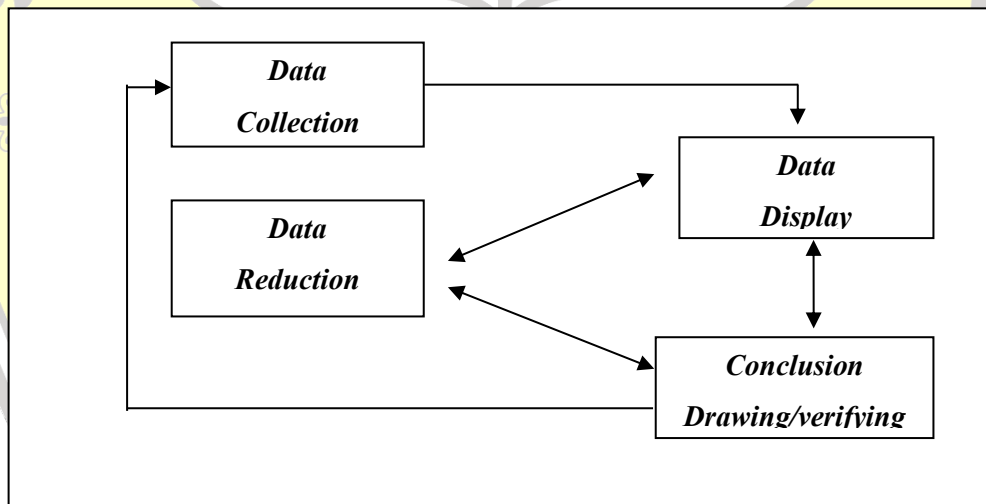 Data
Collection
Data
Display
Data
Reduction
Conclusion
Drawing/verifying